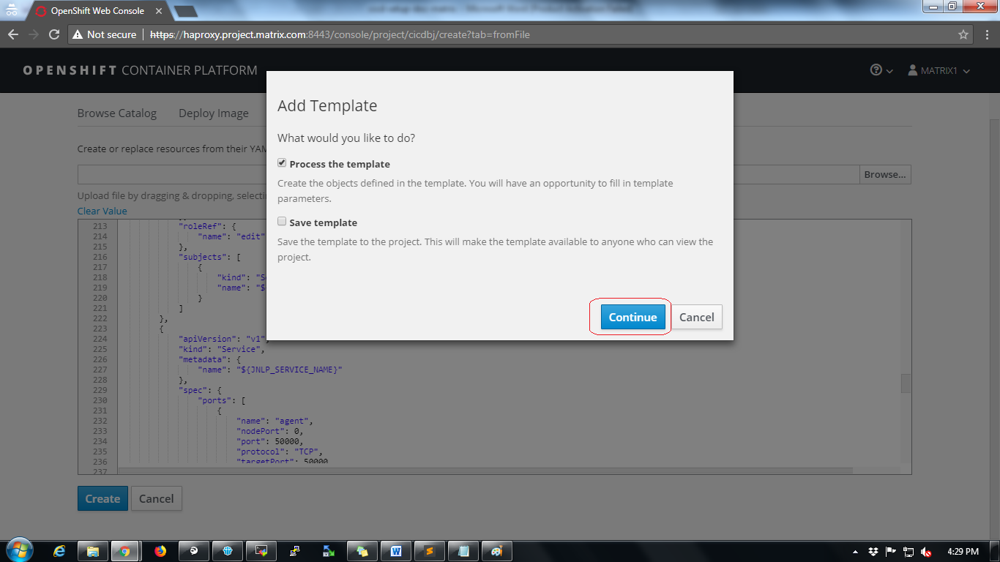 OpenShift Web Console
Not secure https://haproxy.project.matrix.com:8443/console/project/cicdbj/create?tab=fromFile
OPENSHIFT CONTAINER PLATFORM
MATRIX1
Browse Catalog Deploy Image
Create or replace resources from their YAM
Browse...
Upload file by dragging & dropping, selectin
Clear Value
Add Template
What would you like to do?
Process the template
Create the objects defined in the template. You will have an opportunity to fill in template
parameters.
Save template
Save the template to the project. This will make the template available to anyone who can view the
project.
Continue Cancel
213 "roleRef": {
214 "name": "edit"
215 },
216 "subjects": [
217 {
218 "kind": "Se
219 "name": "$
220 }
221 ]
222 },
223 {
224 "apiVersion": "v1",
225 "kind": "Service",
226 "metadata": {
227 "name": "${JNLP_SERVICE_NAME}"
228 },
229 "spec": {
230 "ports": [
231 {
232 "name": "agent",
233 "nodePort": 0,
234 "port": 50000,
235 "protocol": "TCP",
236 "targetPort": 50000
237
Create Cancel
4:29 PM